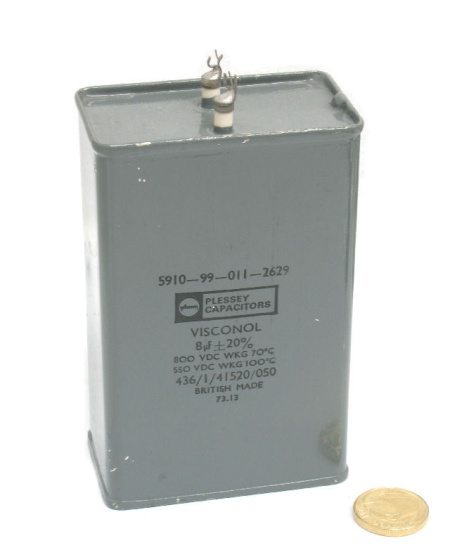 5910—99—011—2629
PLESSEY
CAPACITORS
VISCONOL
8µf ± 20%
800 VDC WKG 70°C
550 VDC WKG 100°C
436/1/41520/050
BRITISH MADE
73.13